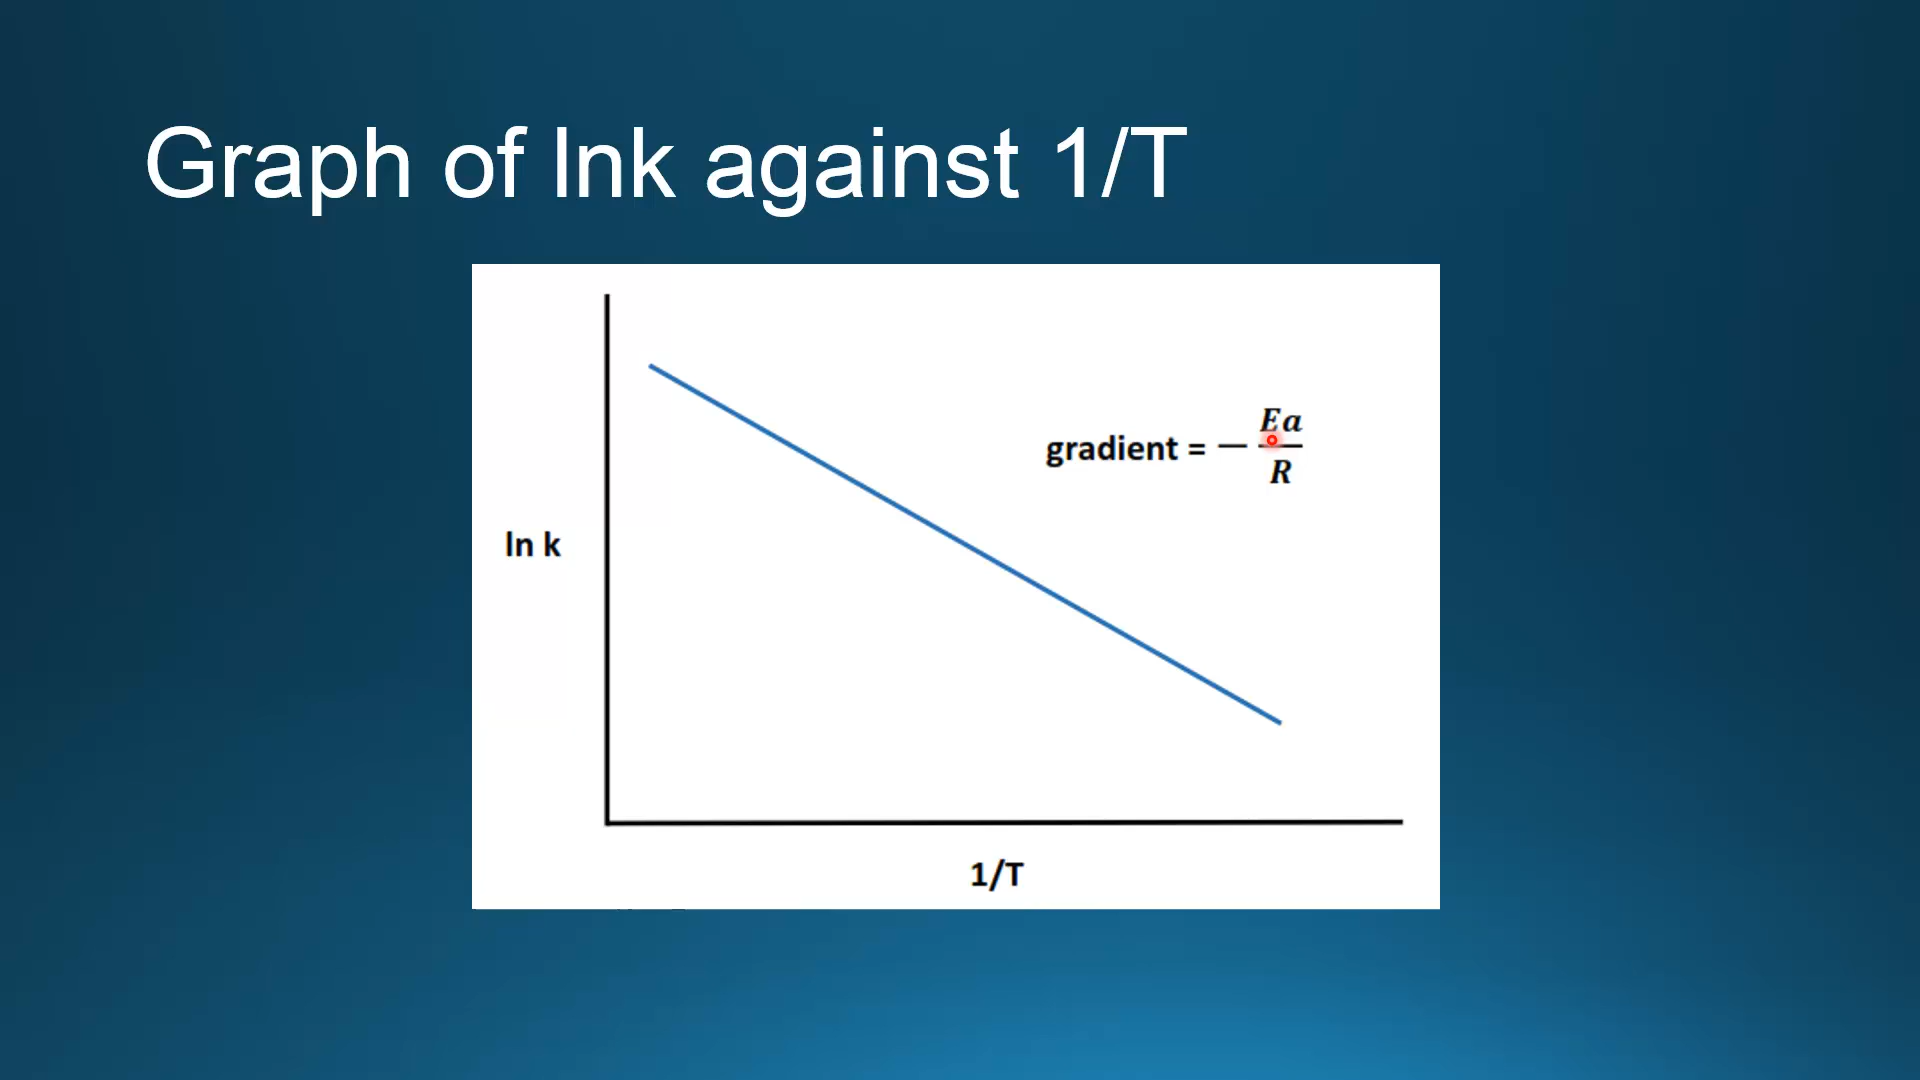 Graph of lnk against 1/T
gradient = − Ea/R
ln k
1/T